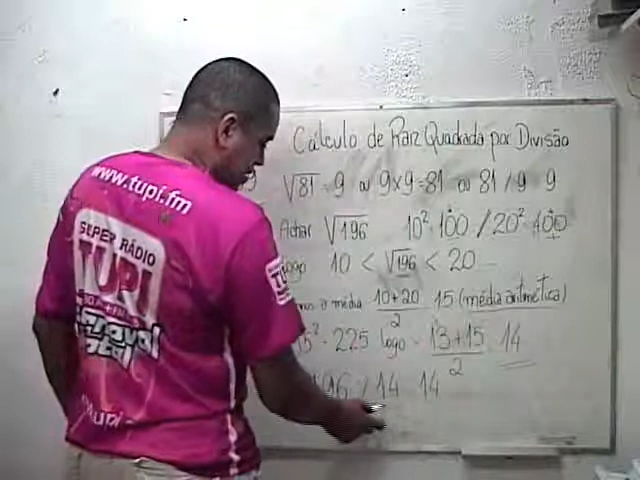 Cálculo de Raiz Quadrada por Divisão
√81 = 9 ou 9x9=81 ou 81/9 9
Achar √196 10² 100 / 20² 400
logo 10 < √196 < 20
a média 10+20/2 15 (média aritmética)
15² = 225 logo 13+15/2 14
196 / 14 14
www.tupi.fm
SUPER RÁDIO
TUPI
tupi